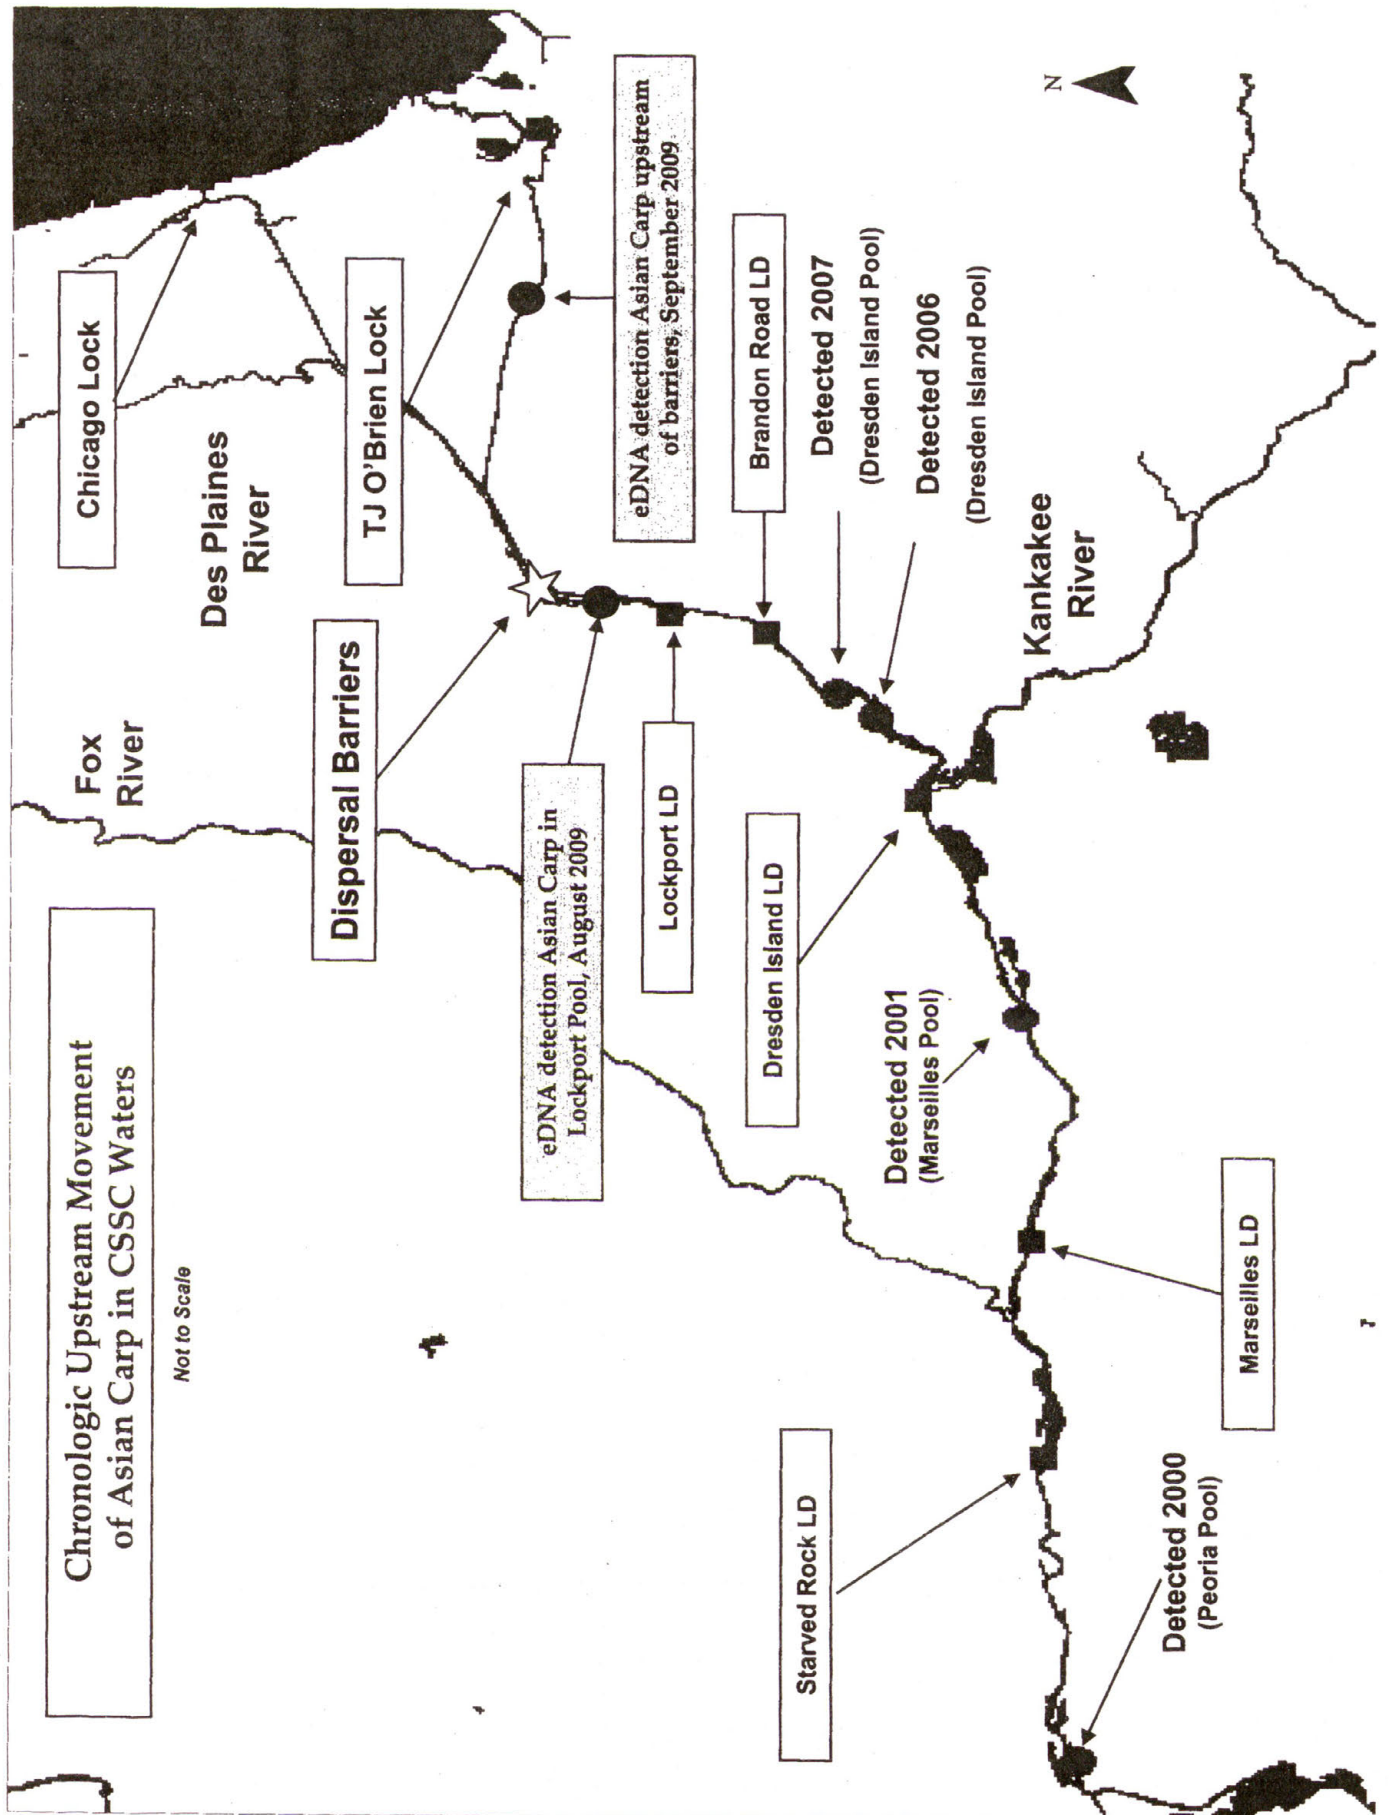 Chronologic Upstream Movement
of Asian Carp in CSSC Waters
Not to Scale
Fox
River
Des Plaines
River
Chicago Lock
Dispersal Barriers
TJ O'Brien Lock
eDNA detection Asian Carp in
Lockport Pool, August 2009
eDNA detection Asian Carp upstream
of barriers, September 2009
Lockport LD
Brandon Road LD
Dresden Island LD
Detected 2007
(Dresden Island Pool)
Detected 2006
(Dresden Island Pool)
Detected 2001
(Marseilles Pool)
Kankakee
River
N
Starved Rock LD
Marseilles LD
Detected 2000
(Peoria Pool)